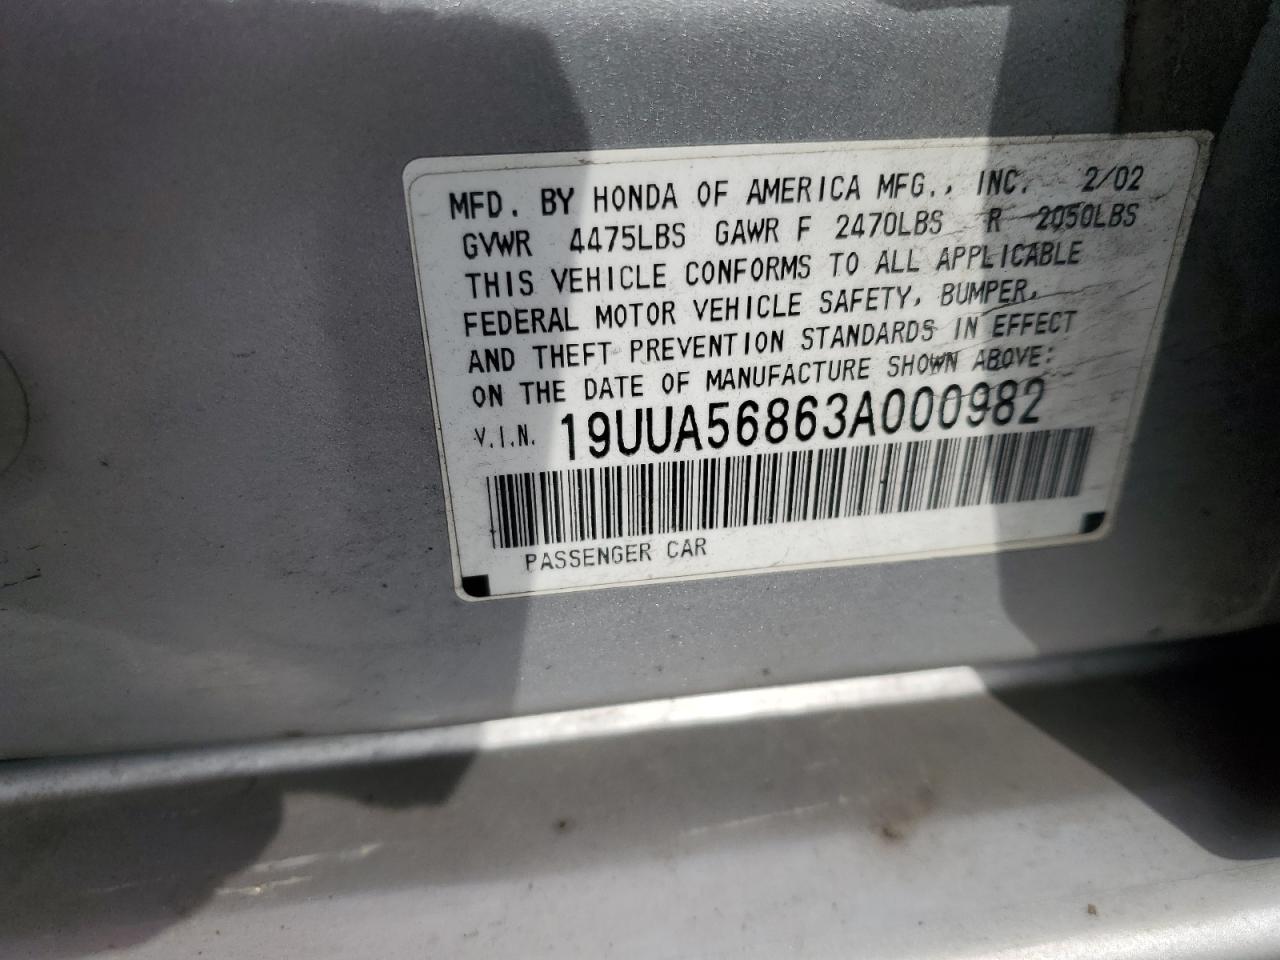 MFD. BY HONDA OF AMERICA MFG., INC. 2/02
GVWR 4475LBS GAWR F 2470LBS R 2050LBS
THIS VEHICLE CONFORMS TO ALL APPLICABLE
FEDERAL MOTOR VEHICLE SAFETY, BUMPER,
AND THEFT PREVENTION STANDARDS IN EFFECT
ON THE DATE OF MANUFACTURE SHOWN ABOVE:
V.I.N. 19UUA56863A000982
PASSENGER CAR